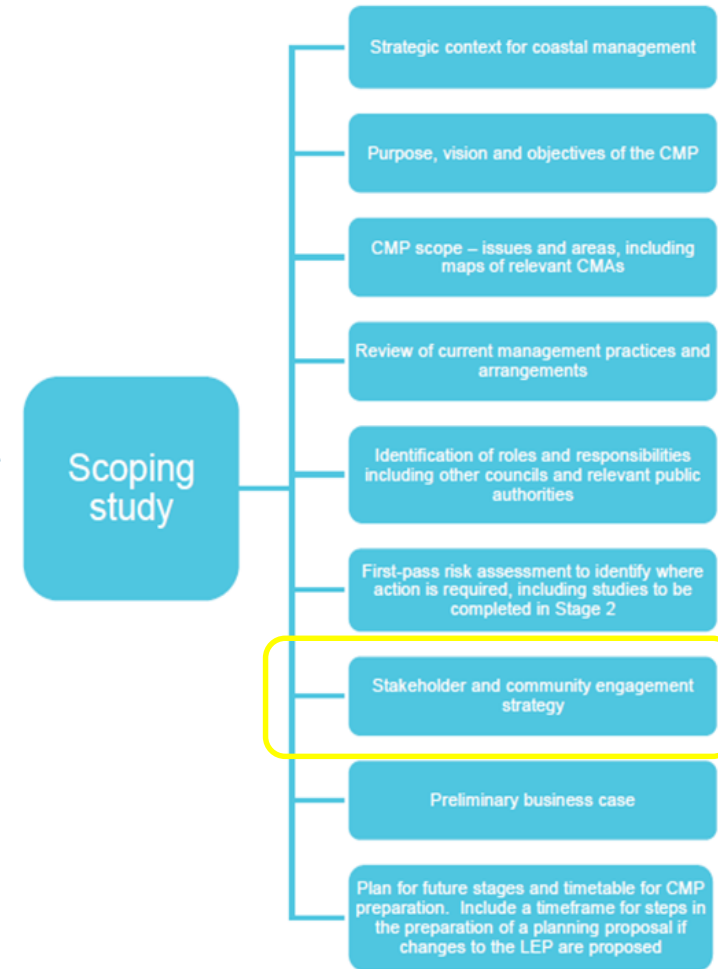 Scoping
study
Strategic context for coastal management
Purpose, vision and objectives of the CMP
CMP scope – issues and areas, including
maps of relevant CMAs
Review of current management practices and
arrangements
Identification of roles and responsibilities
including other councils and relevant public
authorities
First-pass risk assessment to identify where
action is required, including studies to be
completed in Stage 2
Stakeholder and community engagement
strategy
Preliminary business case
Plan for future stages and timetable for CMP
preparation.  Include a timeframe for steps in
the preparation of a planning proposal if
changes to the LEP are proposed